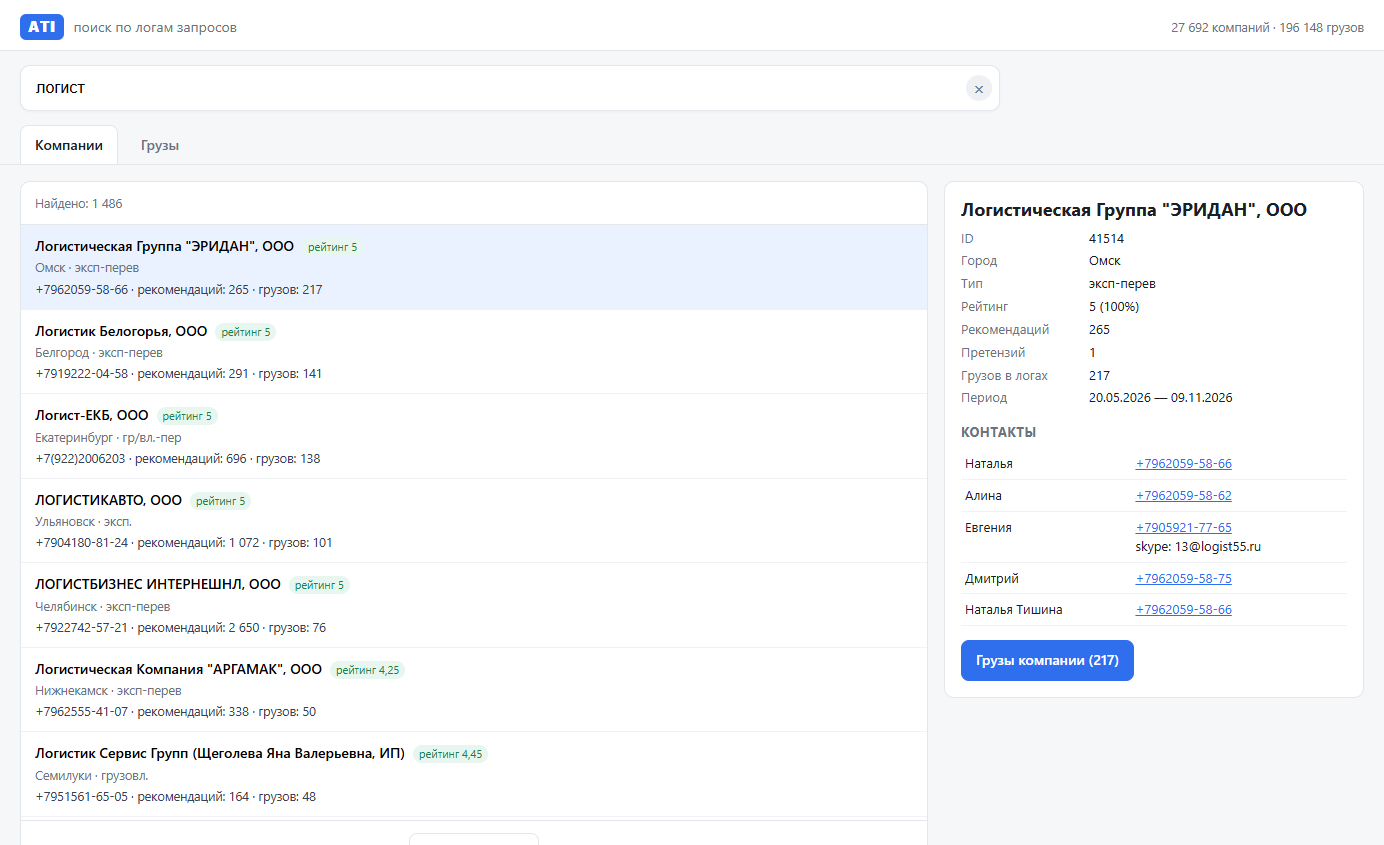 ATI поиск по логам запросов
27 692 компаний · 196 148 грузов
логист
×
Компании Грузы
Найдено: 1 486
Логистическая Группа "ЭРИДАН", ООО рейтинг 5
Омск · эксп-перев
+7962059-58-66 · рекомендаций: 265 · грузов: 217
Логистик Белогорья, ООО рейтинг 5
Белгород · эксп-перев
+7919222-04-58 · рекомендаций: 291 · грузов: 141
Логист-ЕКБ, ООО рейтинг 5
Екатеринбург · гр/вл.-пер
+7(922)2006203 · рекомендаций: 696 · грузов: 138
ЛОГИСТИКАВТО, ООО рейтинг 5
Ульяновск · эксп.
+7904180-81-24 · рекомендаций: 1 072 · грузов: 101
ЛОГИСТБИЗНЕС ИНТЕРНЕШНЛ, ООО рейтинг 5
Челябинск · эксп-перев
+7922742-57-21 · рекомендаций: 2 650 · грузов: 76
Логистическая Компания "АРГАМАК", ООО рейтинг 4,25
Нижнекамск · эксп-перев
+7962555-41-07 · рекомендаций: 338 · грузов: 50
Логистик Сервис Групп (Щеголева Яна Валерьевна, ИП) рейтинг 4,45
Семилуки · грузовл.
+7951561-65-05 · рекомендаций: 164 · грузов: 48
Логистическая Группа "ЭРИДАН", ООО
ID 41514
Город Омск
Тип эксп-перев
Рейтинг 5 (100%)
Рекомендаций 265
Претензий 1
Грузов в логах 217
Период 20.05.2026 — 09.11.2026
КОНТАКТЫ
Наталья +7962059-58-66
Алина +7962059-58-62
Евгения +7905921-77-65
skype: 13@logist55.ru
Дмитрий +7962059-58-75
Наталья Тишина +7962059-58-66
Грузы компании (217)